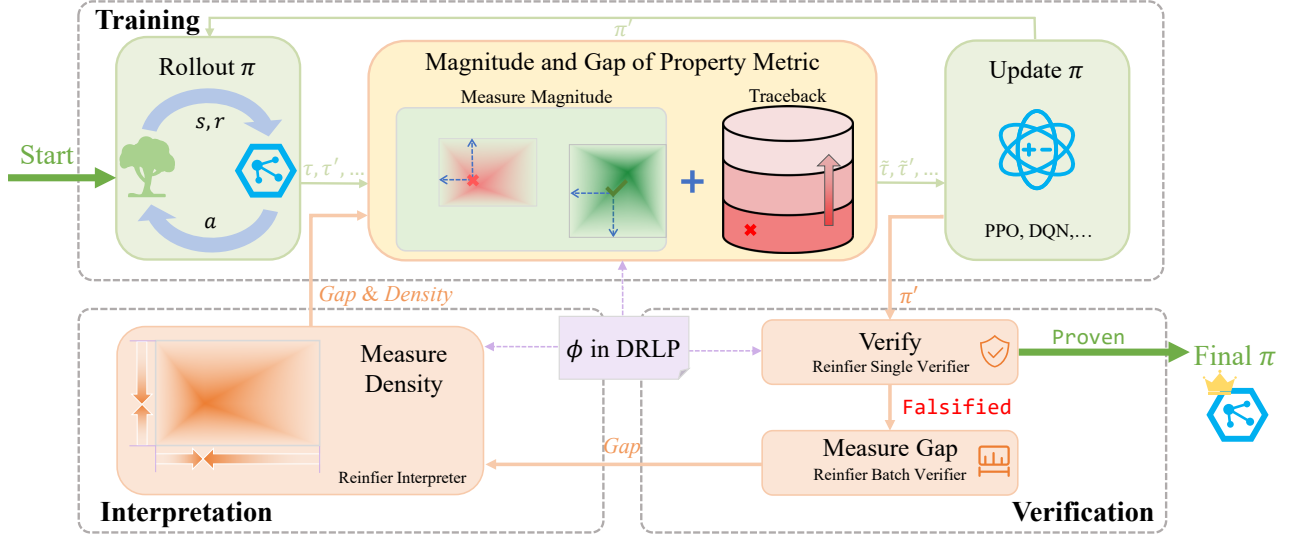 Training
π′
Rollout π
s, r
a
Start
τ, τ′, ...
Magnitude and Gap of Property Metric
Measure Magnitude
Traceback
τ̃, τ̃′, ...
Update π
PPO, DQN,...
Gap & Density
π′
ϕ in DRLP
Measure
Density
Reinfier Interpreter
Verify
Reinfier Single Verifier
Proven
Final π
Falsified
Gap
Measure Gap
Reinfier Batch Verifier
Interpretation
Verification